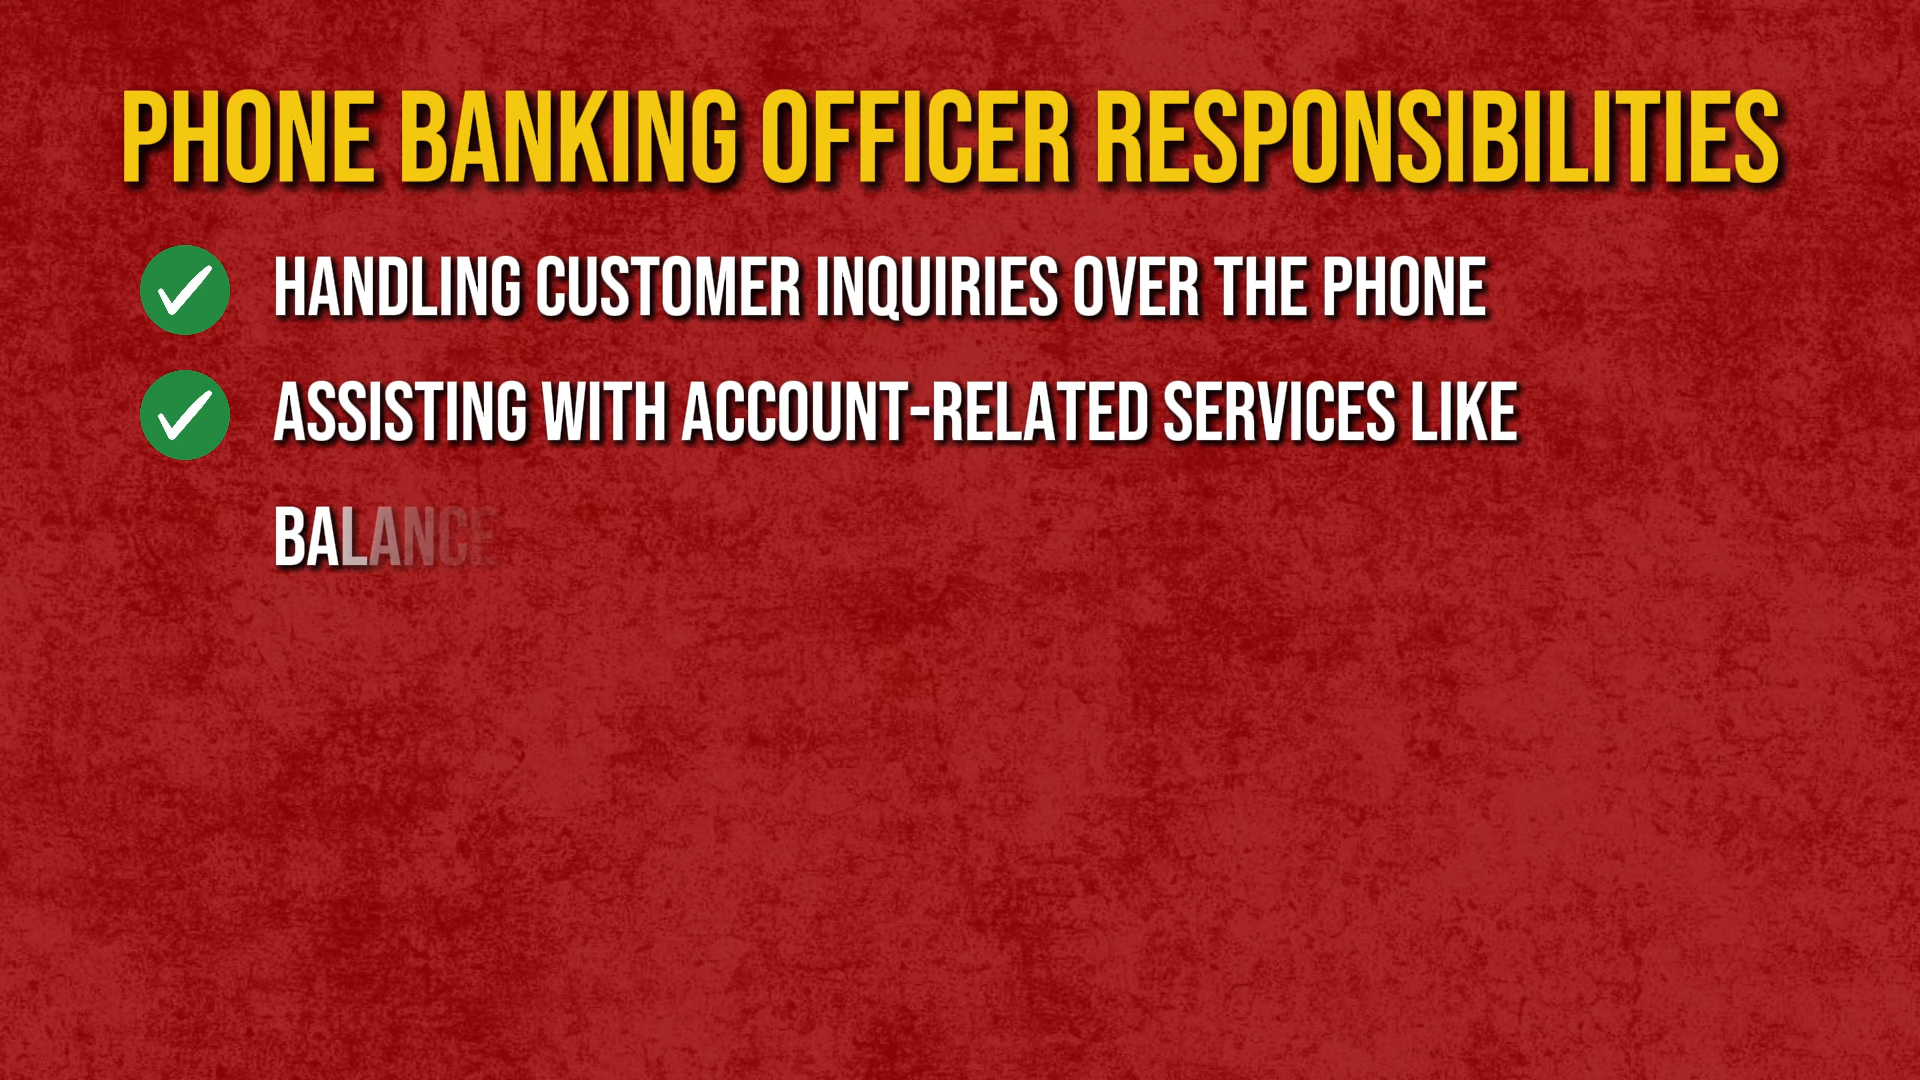 PHONE BANKING OFFICER RESPONSIBILITIES
HANDLING CUSTOMER INQUIRIES OVER THE PHONE
ASSISTING WITH ACCOUNT-RELATED SERVICES LIKE
BALANCE